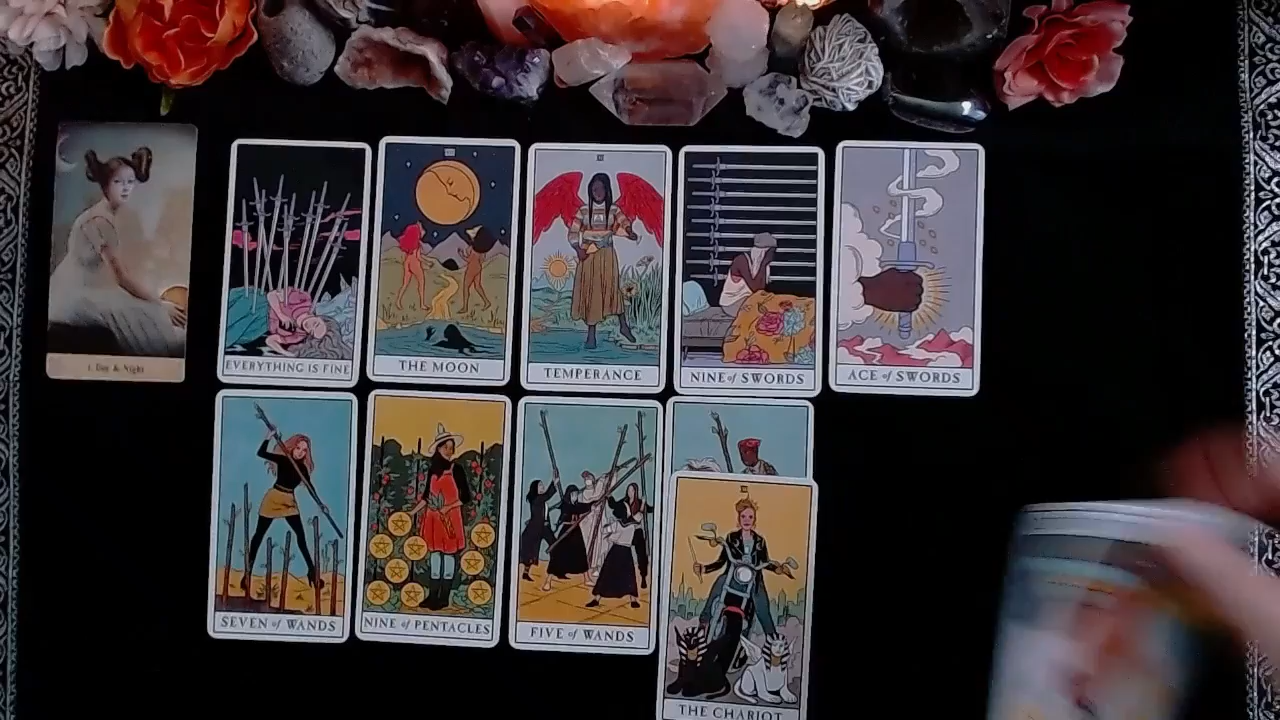 1. Day & Night
EVERYTHING IS FINE
THE MOON
TEMPERANCE
NINE of SWORDS
ACE of SWORDS
SEVEN of WANDS
NINE of PENTACLES
FIVE of WANDS
THE CHARIOT